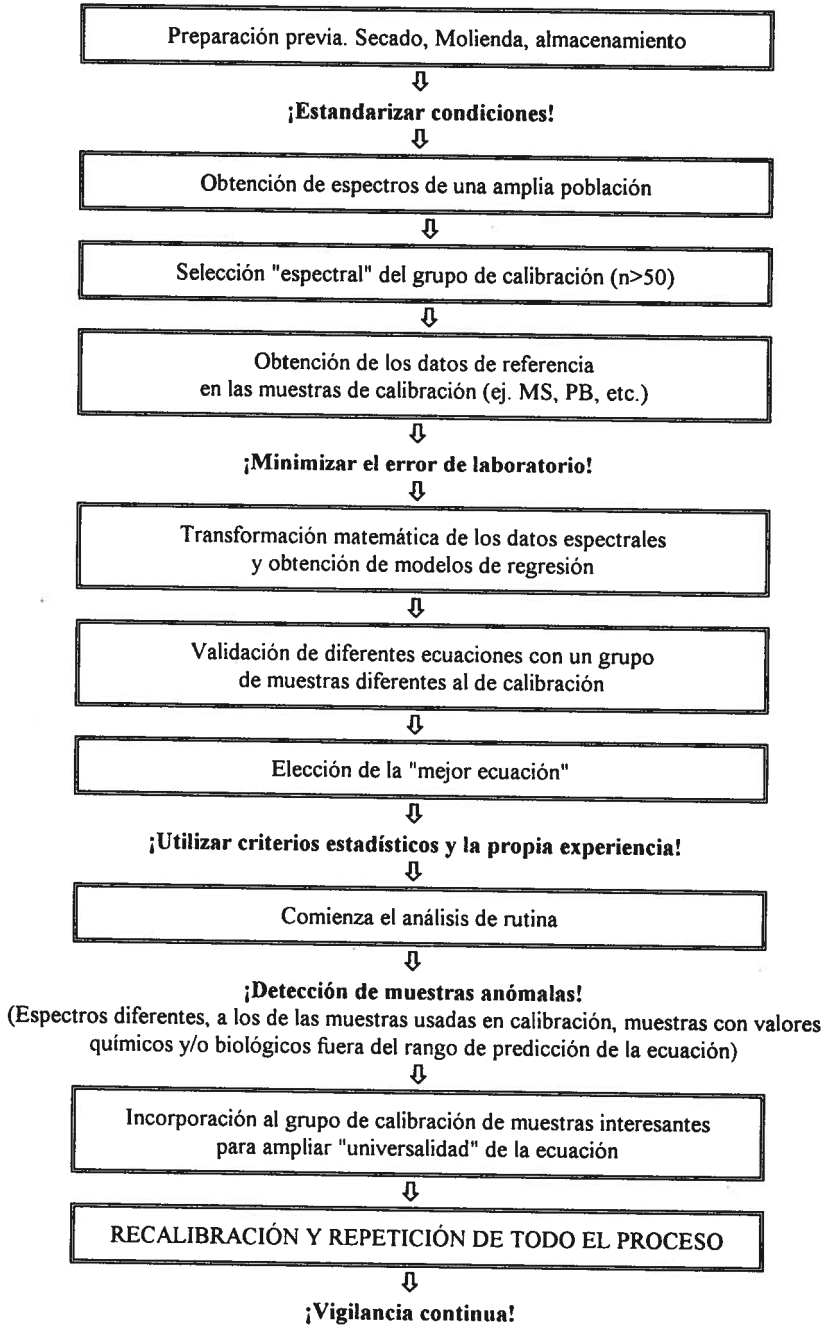 Preparación previa. Secado, Molienda, almacenamiento
¡Estandarizar condiciones!
Obtención de espectros de una amplia población
Selección "espectral" del grupo de calibración (n>50)
Obtención de los datos de referencia
en las muestras de calibración (ej. MS, PB, etc.)
¡Minimizar el error de laboratorio!
Transformación matemática de los datos espectrales
y obtención de modelos de regresión
Validación de diferentes ecuaciones con un grupo
de muestras diferentes al de calibración
Elección de la "mejor ecuación"
¡Utilizar criterios estadísticos y la propia experiencia!
Comienza el análisis de rutina
¡Detección de muestras anómalas!
(Espectros diferentes, a los de las muestras usadas en calibración, muestras con valores
químicos y/o biológicos fuera del rango de predicción de la ecuación)
Incorporación al grupo de calibración de muestras interesantes
para ampliar "universalidad" de la ecuación
RECALIBRACIÓN Y REPETICIÓN DE TODO EL PROCESO
¡Vigilancia continua!